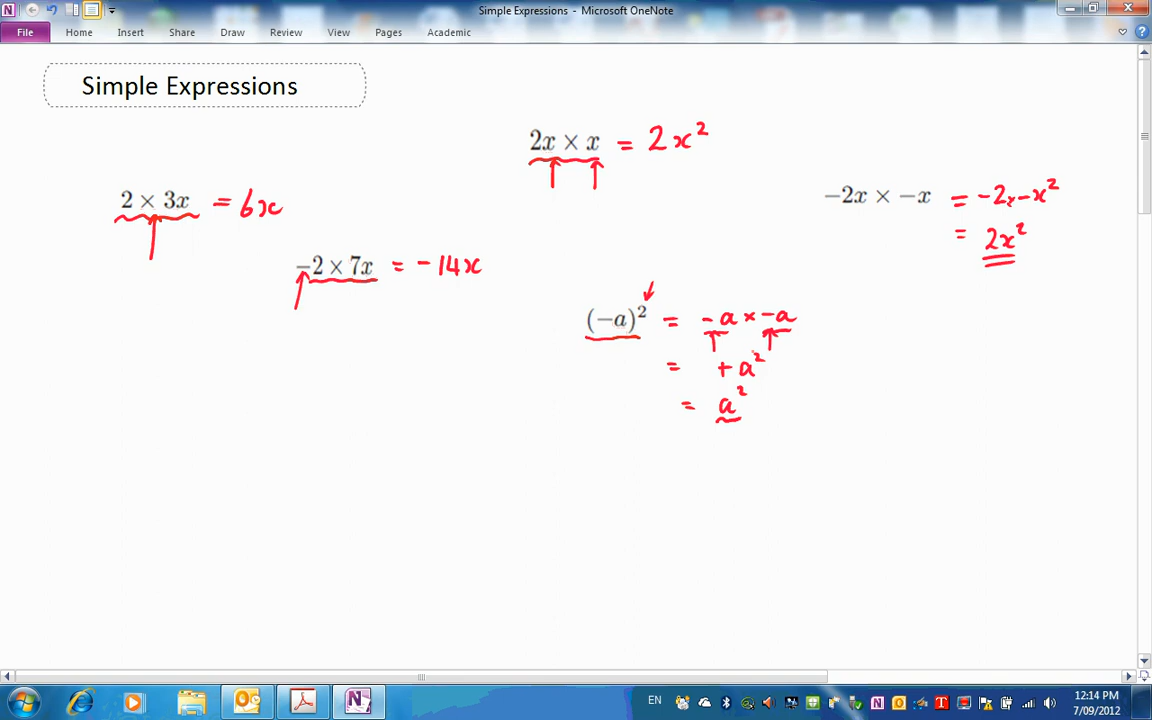 Simple Expressions - Microsoft OneNote
File Home Insert Share Draw Review View Pages Academic
Simple Expressions
2x × x = 2x²
2 × 3x = 6x
-2x × -x = -2x-x²
= 2x²
-2 × 7x = -14x
(-a)² = -a × -a
= +a²
= a²
EN
12:14 PM
7/09/2012